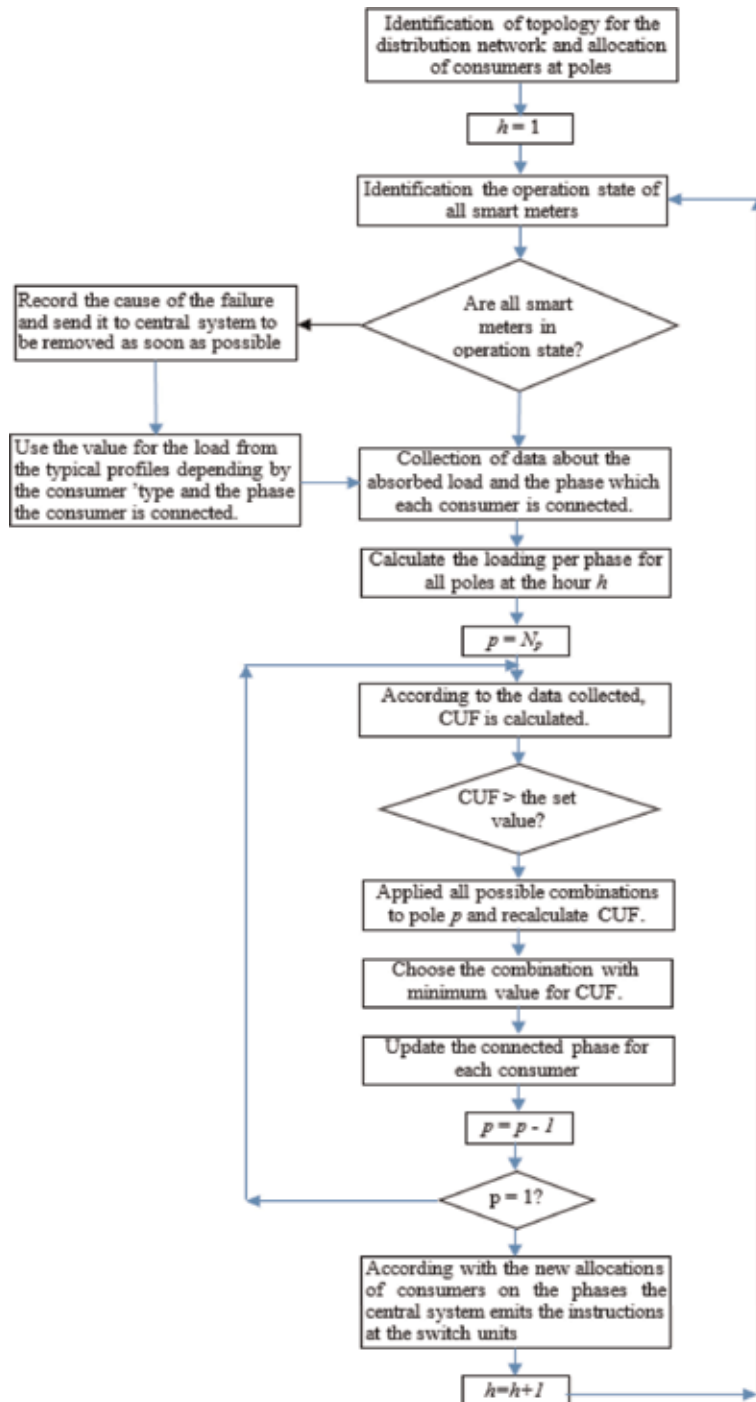 Identification of topology for the
distribution network and allocation
of consumers at poles
h = 1
Identification the operation state of
all smart meters
Are all smart
meters in
operation state?
Record the cause of the failure
and send it to central system to
be removed as soon as possible
Use the value for the load from
the typical profiles depending by
the consumer 'type and the phase
the consumer is connected.
Collection of data about the
absorbed load and the phase which
each consumer is connected.
Calculate the loading per phase for
all poles at the hour h
p = Np
According to the data collected,
CUF is calculated.
CUF > the set
value?
Applied all possible combinations
to pole p and recalculate CUF.
Choose the combination with
minimum value for CUF.
Update the connected phase for
each consumer
p = p - 1
p = 1?
According with the new allocations
of consumers on the phases the
central system emits the instructions
at the switch units
h=h+1